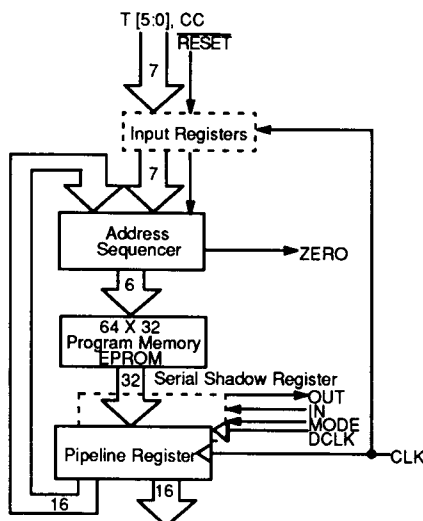 T [5:0], CC
RESET
7
Input Registers
7
Address
Sequencer
ZERO
6
64 X 32
Program Memory
EPROM
32
Serial Shadow Register
OUT
IN
MODE
DCLK
Pipeline Register
CLK
16
16